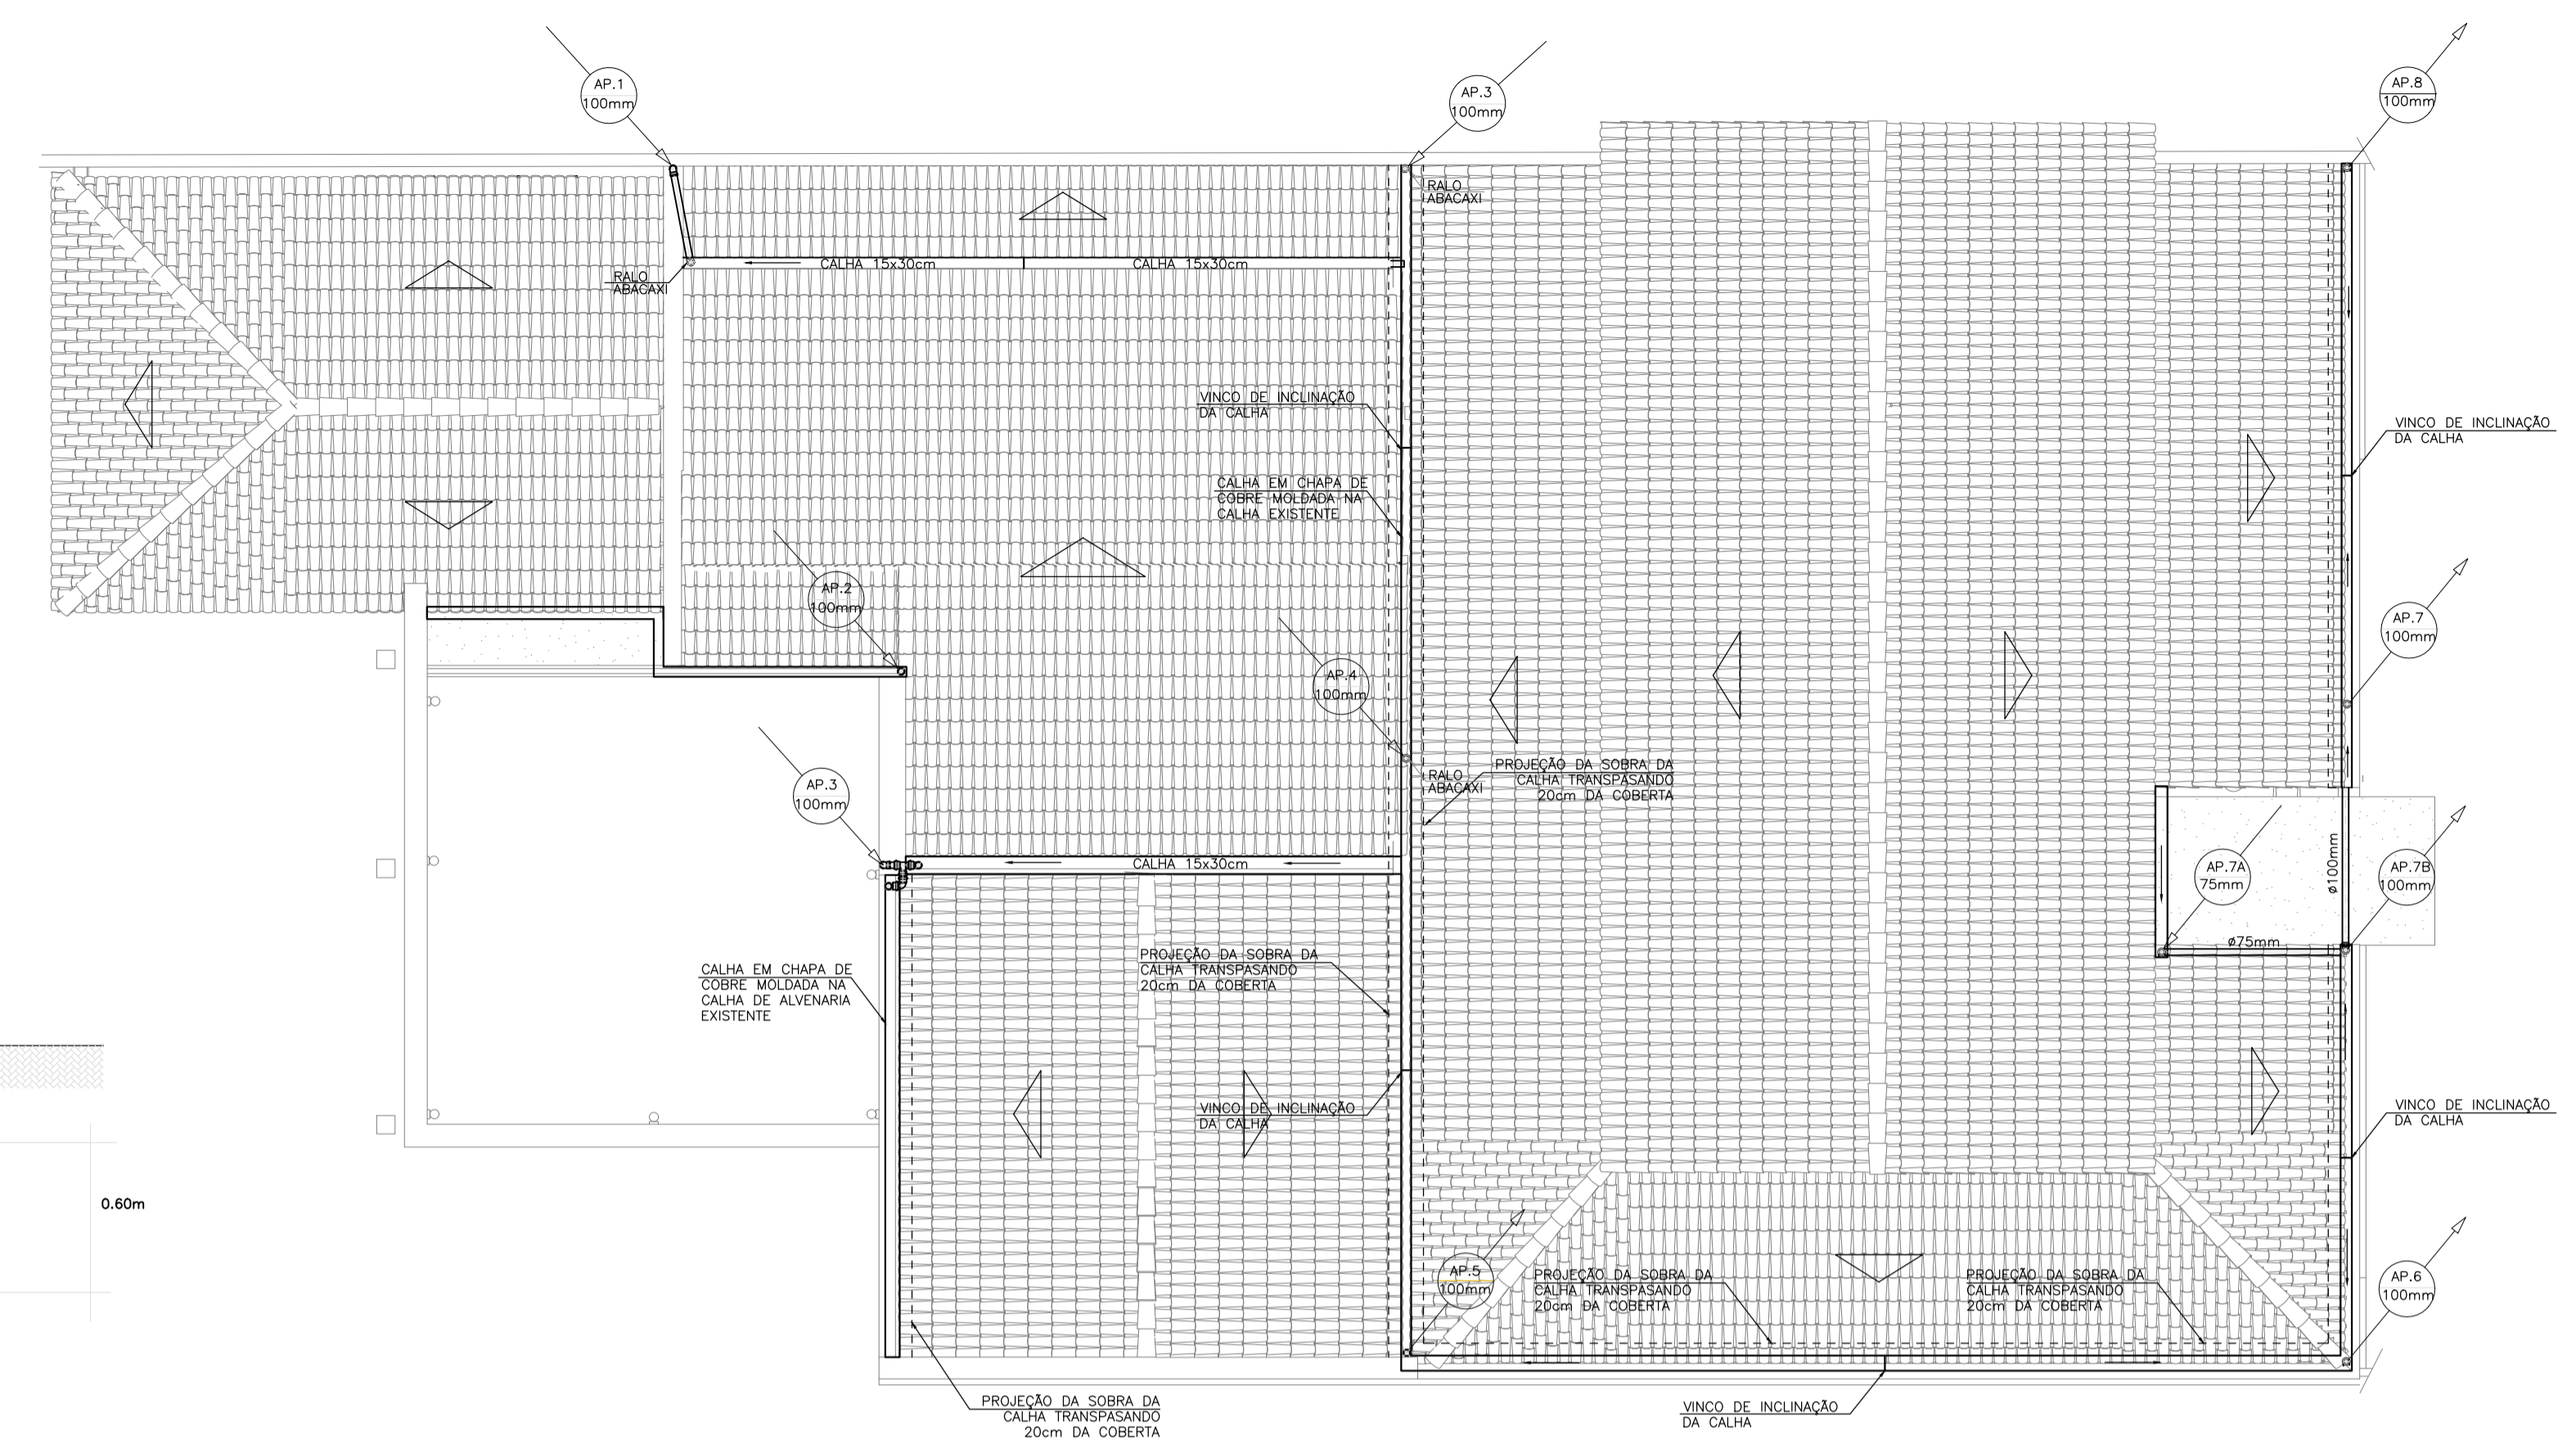 AP.1
100mm
AP.3
100mm
AP.8
100mm
RALO
ABACAXI
RALO
ABACAXI
CALHA 15x30cm
CALHA 15x30cm
VINCO DE INCLINAÇÃO
DA CALHA
VINCO DE INCLINAÇÃO
DA CALHA
CALHA EM CHAPA DE
COBRE MOLDADA NA
CALHA EXISTENTE
AP.2
100mm
AP.4
100mm
AP.7
100mm
AP.3
100mm
RALO
ABACAXI
PROJEÇÃO DA SOBRA DA
CALHA TRANSPASANDO
20cm DA COBERTA
CALHA 15x30cm
AP.7A
75mm
ø100mm
AP.7B
100mm
ø75mm
CALHA EM CHAPA DE
COBRE MOLDADA NA
CALHA DE ALVENARIA
EXISTENTE
PROJEÇÃO DA SOBRA DA
CALHA TRANSPASANDO
20cm DA COBERTA
VINCO DE INCLINAÇÃO
DA CALHA
VINCO DE INCLINAÇÃO
DA CALHA
0.60m
AP.5
100mm
PROJEÇÃO DA SOBRA DA
CALHA TRANSPASANDO
20cm DA COBERTA
PROJEÇÃO DA SOBRA DA
CALHA TRANSPASANDO
20cm DA COBERTA
AP.6
100mm
PROJEÇÃO DA SOBRA DA
CALHA TRANSPASANDO
20cm DA COBERTA
VINCO DE INCLINAÇÃO
DA CALHA